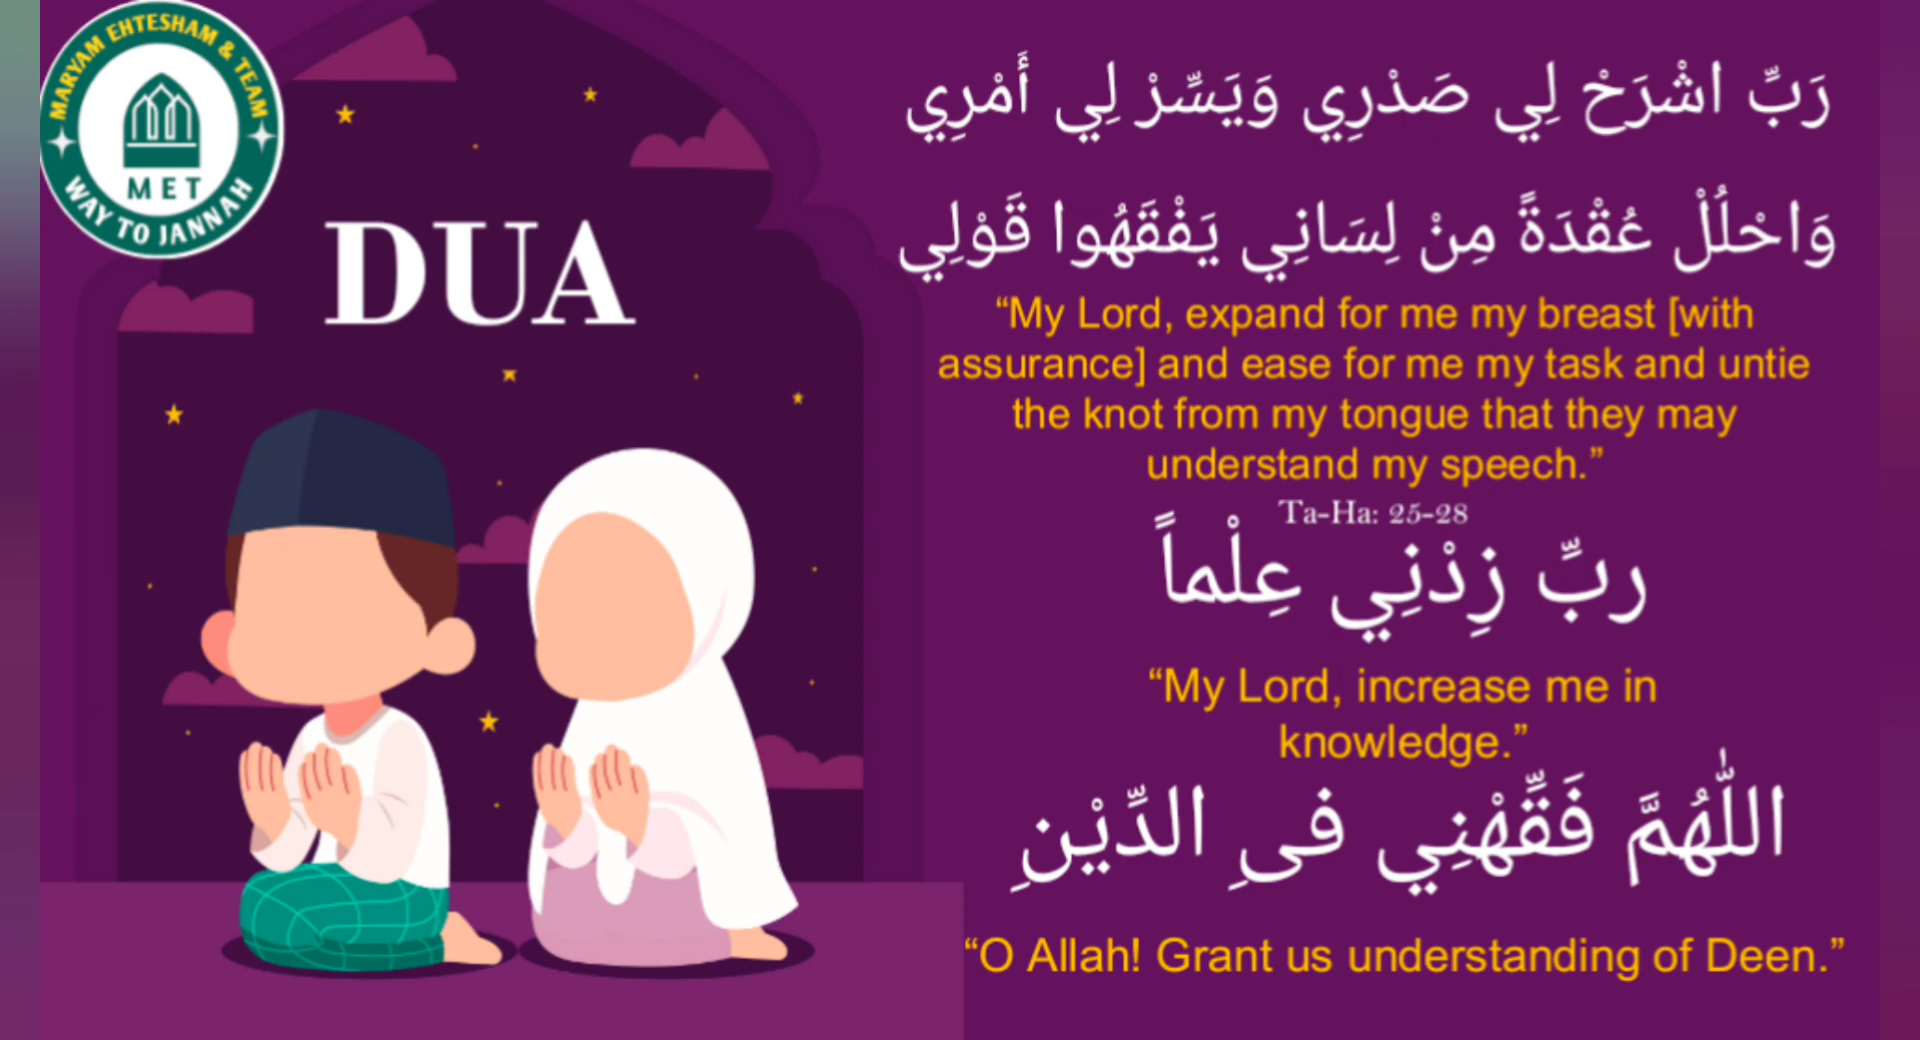 MARYAM EHTESHAM & TEAM
MET
WAY TO JANNAH
DUA
رَبِّ اشْرَحْ لِي صَدْرِي وَيَسِّرْ لِي أَمْرِي
وَاحْلُلْ عُقْدَةً مِنْ لِسَانِي يَفْقَهُوا قَوْلِي
“My Lord, expand for me my breast [with
assurance] and ease for me my task and untie
the knot from my tongue that they may
understand my speech.”
Ta-Ha: 25-28
ربِّ زِدْنِي عِلْماً
“My Lord, increase me in
knowledge.”
اللّٰهُمَّ فَقِّهْنِي فیِ الدِّيْنِ
“O Allah! Grant us understanding of Deen.”